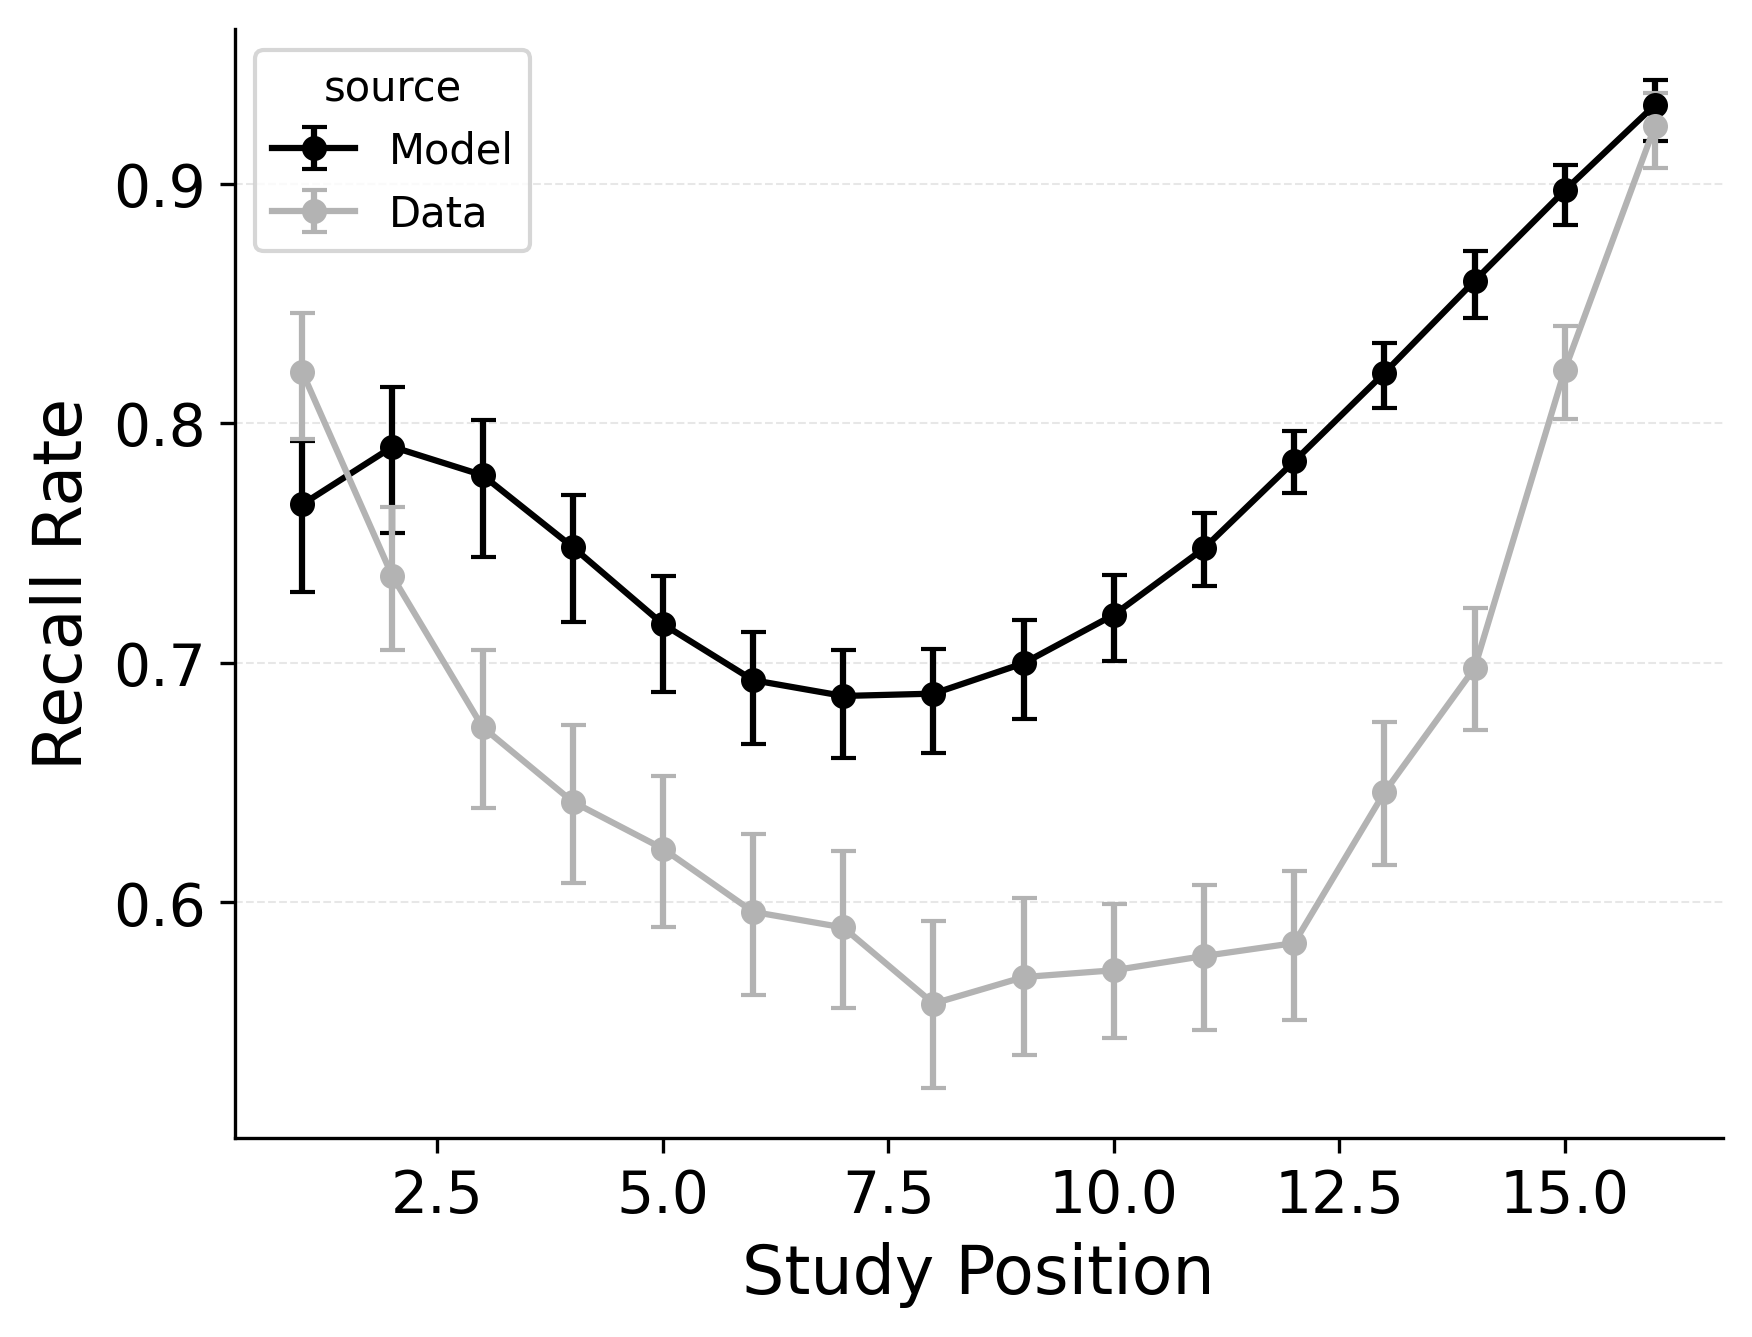 source
Model
Data
0.9
0.8
0.7
0.6
Recall Rate
2.5 5.0 7.5 10.0 12.5 15.0
Study Position